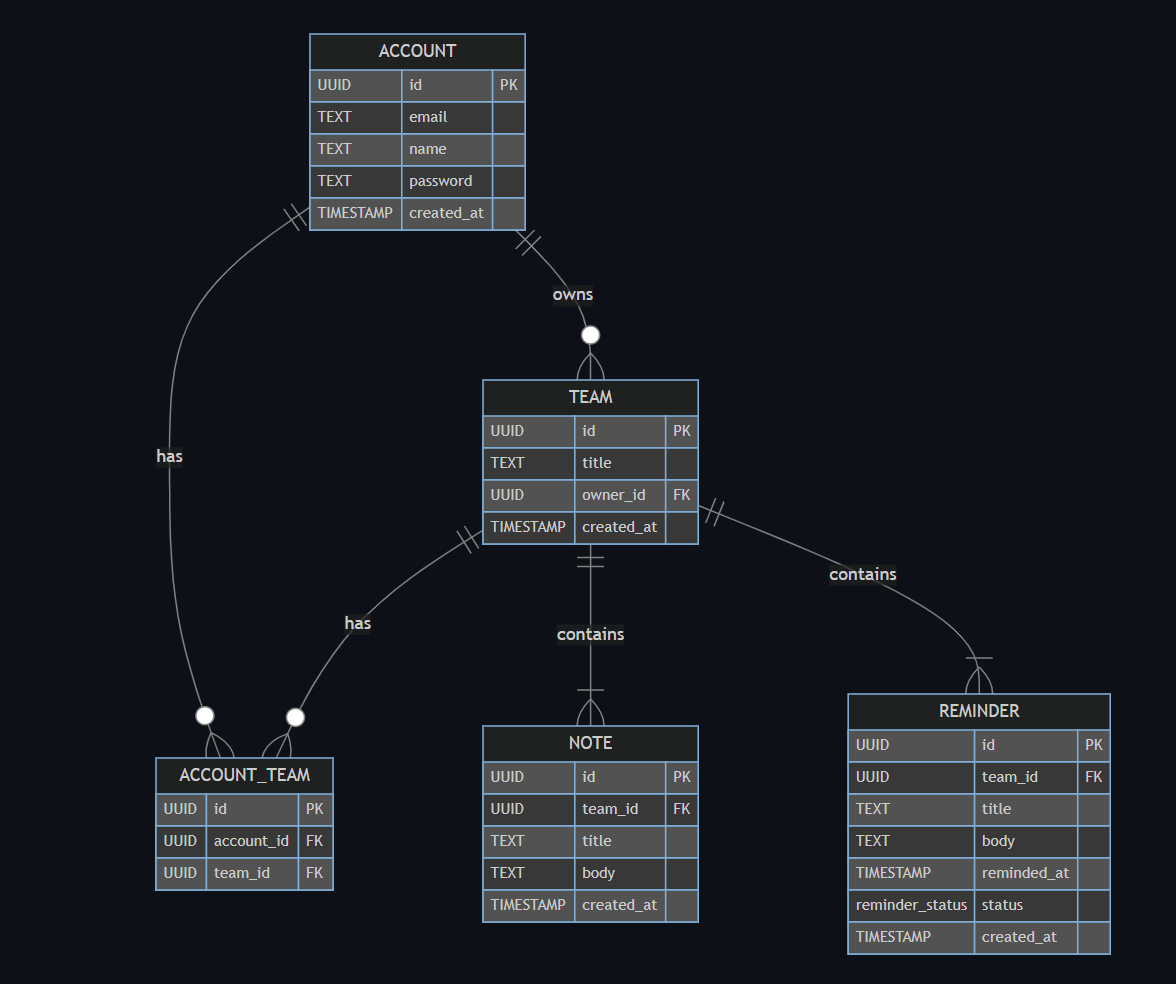 ACCOUNT
UUID id PK
TEXT email
TEXT name
TEXT password
TIMESTAMP created_at
owns
TEAM
UUID id PK
TEXT title
UUID owner_id FK
TIMESTAMP created_at
has
has
contains
contains
ACCOUNT_TEAM
UUID id PK
UUID account_id FK
UUID team_id FK
NOTE
UUID id PK
UUID team_id FK
TEXT title
TEXT body
TIMESTAMP created_at
REMINDER
UUID id PK
UUID team_id FK
TEXT title
TEXT body
TIMESTAMP reminded_at
reminder_status status
TIMESTAMP created_at